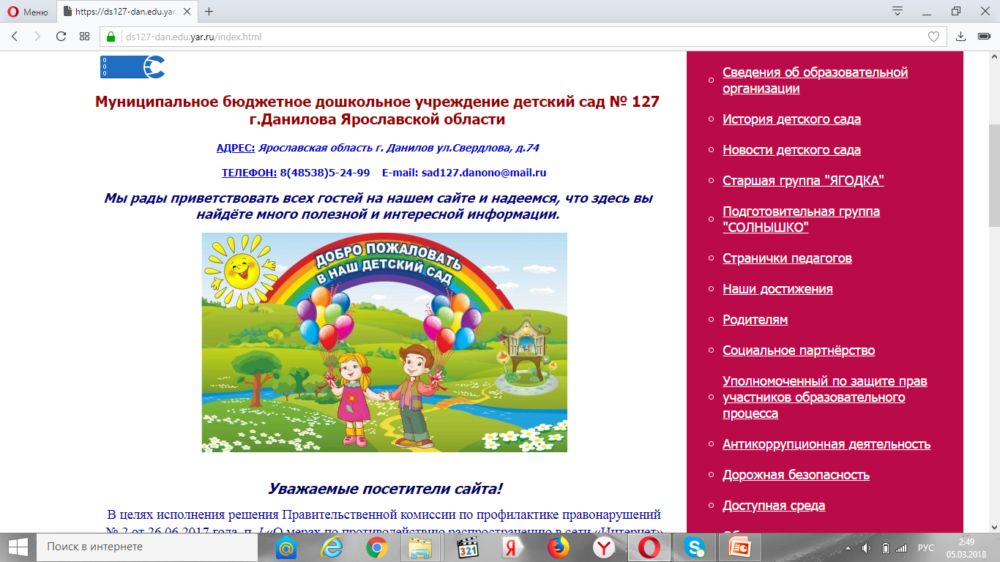 Меню
https://ds127-dan.edu.yar.
ds127-dan.edu.yar.ru/index.html
Муниципальное бюджетное дошкольное учреждение детский сад № 127
г.Данилова Ярославской области
АДРЕС: Ярославская область г. Данилов ул.Свердлова, д.74
ТЕЛЕФОН: 8(48538)5-24-99 E-mail: sad127.danono@mail.ru
Мы рады приветствовать всех гостей на нашем сайте и надеемся, что здесь вы
найдёте много полезной и интересной информации.
ДОБРО ПОЖАЛОВАТЬ
В НАШ ДЕТСКИЙ САД
Уважаемые посетители сайта!
В целях исполнения решения Правительственной комиссии по профилактике правонарушений
№ 2 от 26.06.2017 года, п. I «О мерах по противодействию распространению в сети «Интернет»
Сведения об образовательной
организации
История детского сада
Новости детского сада
Старшая группа "ЯГОДКА"
Подготовительная группа
"СОЛНЫШКО"
Странички педагогов
Наши достижения
Родителям
Социальное партнёрство
Уполномоченный по защите прав
участников образовательного
процесса
Антикоррупционная деятельность
Дорожная безопасность
Доступная среда
Поиск в интернете
321
Я
Y
РУС
2:49
05.03.2018